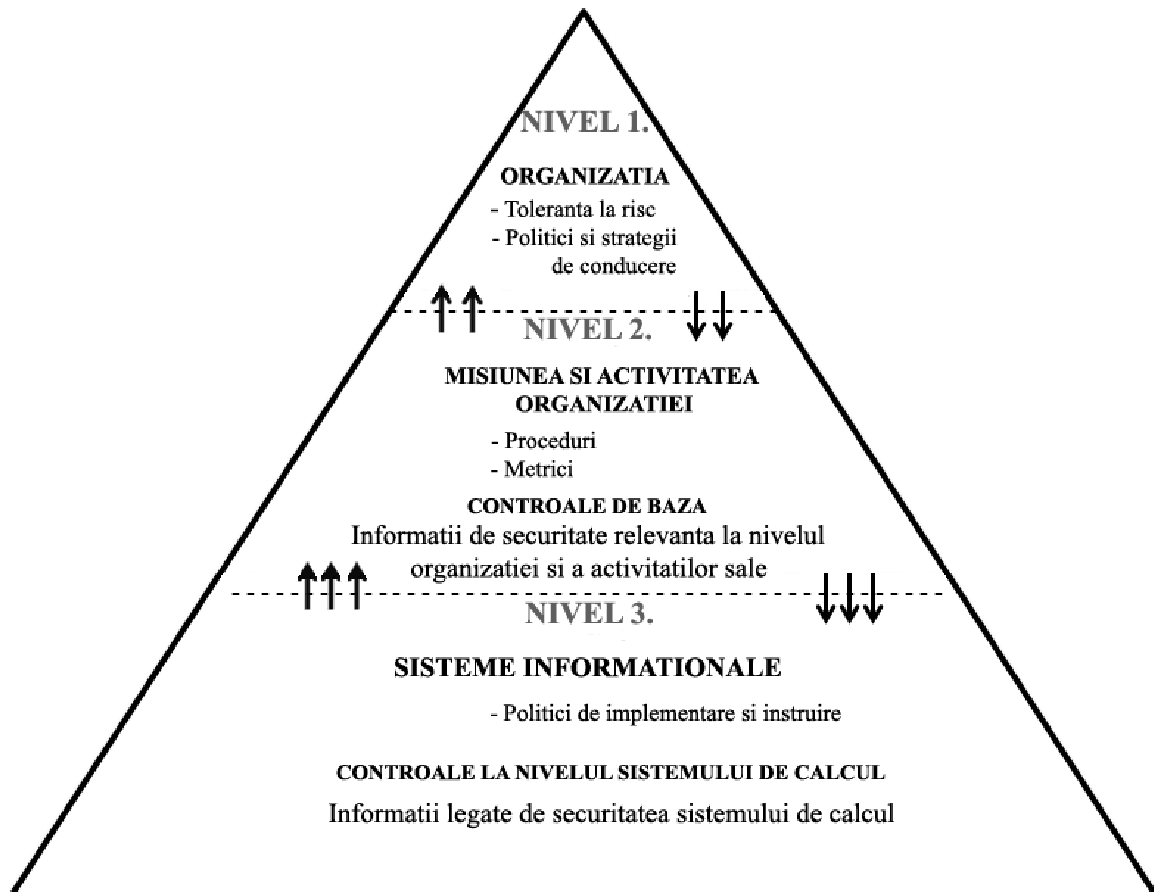 NIVEL 1.
ORGANIZATIA
- Toleranta la risc
- Politici si strategii
de conducere
NIVEL 2.
MISIUNEA SI ACTIVITATEA
ORGANIZATIEI
- Proceduri
- Metrici
CONTROALE DE BAZA
Informatii de securitate relevanta la nivelul
organizatiei si a activitatilor sale
NIVEL 3.
SISTEME INFORMATIONALE
- Politici de implementare si instruire
CONTROALE LA NIVELUL SISTEMULUI DE CALCUL
Informatii legate de securitatea sistemului de calcul